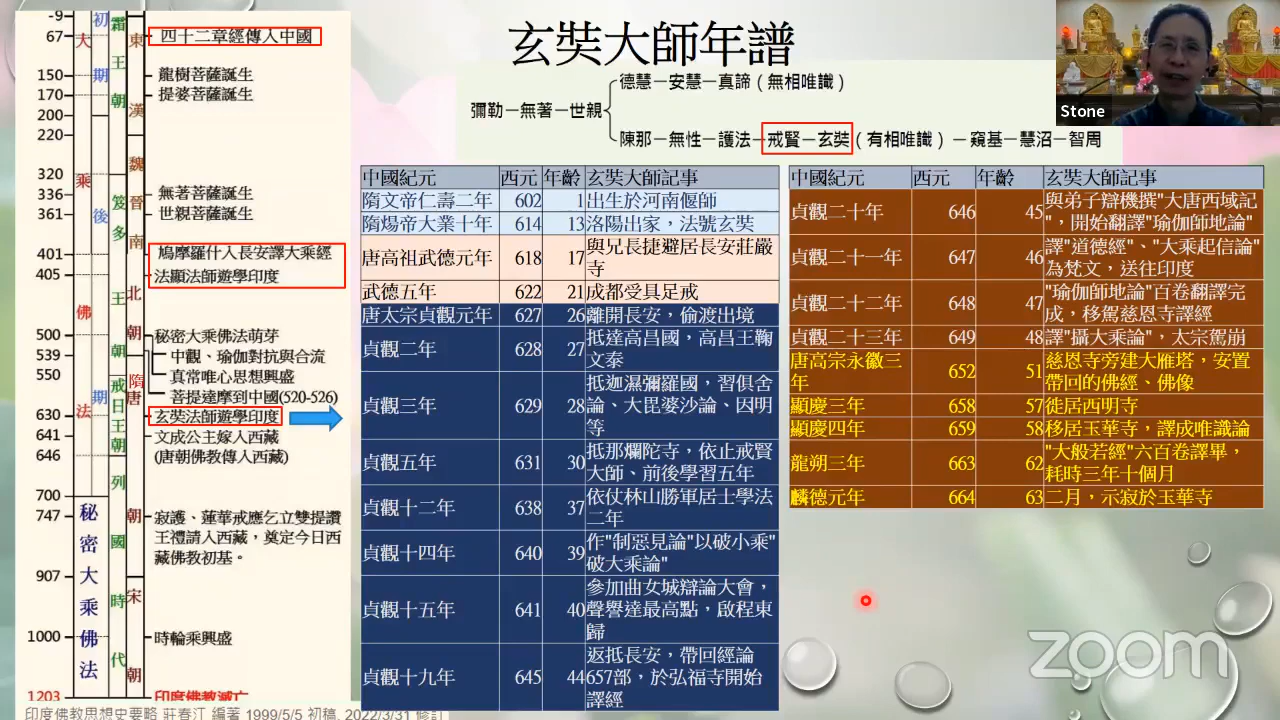 玄奘大師年譜
Stone
彌勒－無著－世親
德慧－安慧－真諦（無相唯識）
陳那－無性－護法－戒賢－玄奘（有相唯識）－窺基－慧沼－智周
中國紀元 西元 年齡 玄奘大師記事
隋文帝仁壽二年 602 1 出生於河南偃師
隋煬帝大業十年 614 13 洛陽出家，法號玄奘
唐高祖武德元年 618 17 與兄長捷避居長安莊嚴
寺
武德五年 622 21 成都受具足戒
唐太宗貞觀元年 627 26 離開長安，偷渡出境
貞觀二年 628 27 抵達高昌國，高昌王鞠
文泰
貞觀三年 629 28 抵迦濕彌羅國，習俱舍
論、大毘婆沙論、因明
等
貞觀五年 631 30 抵那爛陀寺，依止戒賢
大師、前後學習五年
貞觀十二年 638 37 依仗林山勝軍居士學法
二年
貞觀十四年 640 39 作"制惡見論"以破小乘"
破大乘論"
貞觀十五年 641 40 參加曲女城辯論大會，
聲譽達最高點，啟程東
歸
貞觀十九年 645 44 返抵長安，帶回經論
657部，於弘福寺開始
譯經
中國紀元 西元 年齡 玄奘大師記事
貞觀二十年 646 45 與弟子辯機撰"大唐西域記
"，開始翻譯"瑜伽師地論"
貞觀二十一年 647 46 譯"道德經"、"大乘起信論"
為梵文，送往印度
貞觀二十二年 648 47 "瑜伽師地論"百卷翻譯完
成，移駕慈恩寺譯經
貞觀二十三年 649 48 譯"攝大乘論"，太宗駕崩
唐高宗永徽三
年 652 51 慈恩寺旁建大雁塔，安置
帶回的佛經、佛像
顯慶三年 658 57 徙居西明寺
顯慶四年 659 58 移居玉華寺，譯成唯識論
龍朔三年 663 62 "大般若經"六百卷譯畢，
耗時三年十個月
麟德元年 664 63 二月，示寂於玉華寺
-9
67 四十二章經傳入中國
150 龍樹菩薩誕生
170 提婆菩薩誕生
200
220
320
336 無著菩薩誕生
361 世親菩薩誕生
401 鳩摩羅什入長安譯大乘經
405 法顯法師遊學印度
500 秘密大乘佛法萌芽
539 中觀、瑜伽對抗與合流
550 真常唯心思想興盛
菩提達摩到中國(520-526)
630 玄奘法師遊學印度
641 文成公主嫁入西藏
646 (唐朝佛教傳入西藏)
700
747 寂護、蓮華戒應乞立雙提讚
王禮請入西藏，奠定今日西
藏佛教初基。
907
1000 時輪乘興盛
1203 印度佛教滅亡
初期
後期
大乘佛法
秘密大乘佛法
霜王朝
笈多王朝
戒日王朝
列國時代
東漢
魏晉南北朝
隋唐
朝
宋朝
印度佛教思想史要略 莊春江 編著 1999/5/5 初稿, 2022/3/31 修訂
zoom